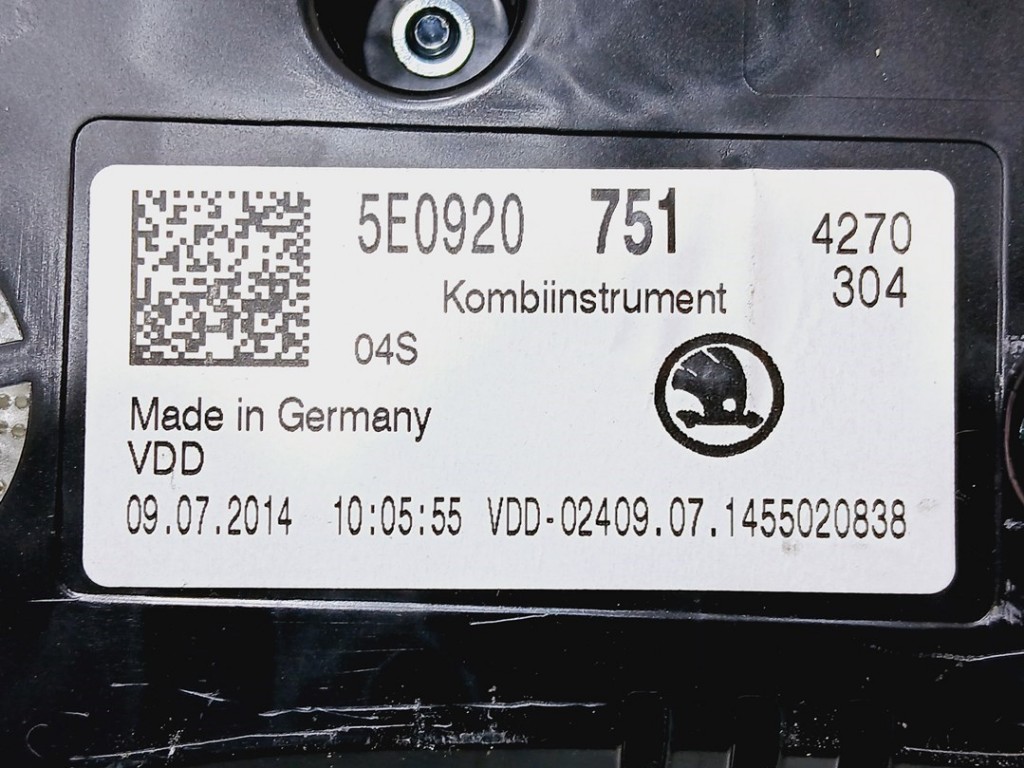 5E0920 751 4270
Kombiinstrument 304
04S
Made in Germany
VDD
09.07.2014 10:05:55 VDD-02409.07.1455020838